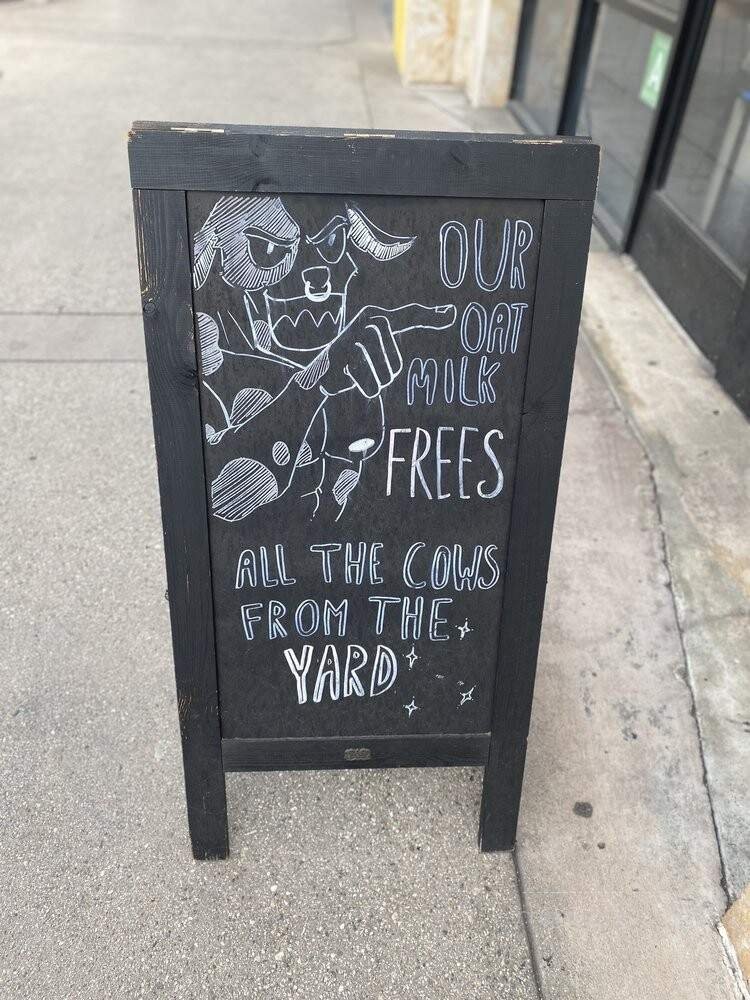 OUR
OAT
MILK
FREES
ALL THE COWS
FROM THE
YARD